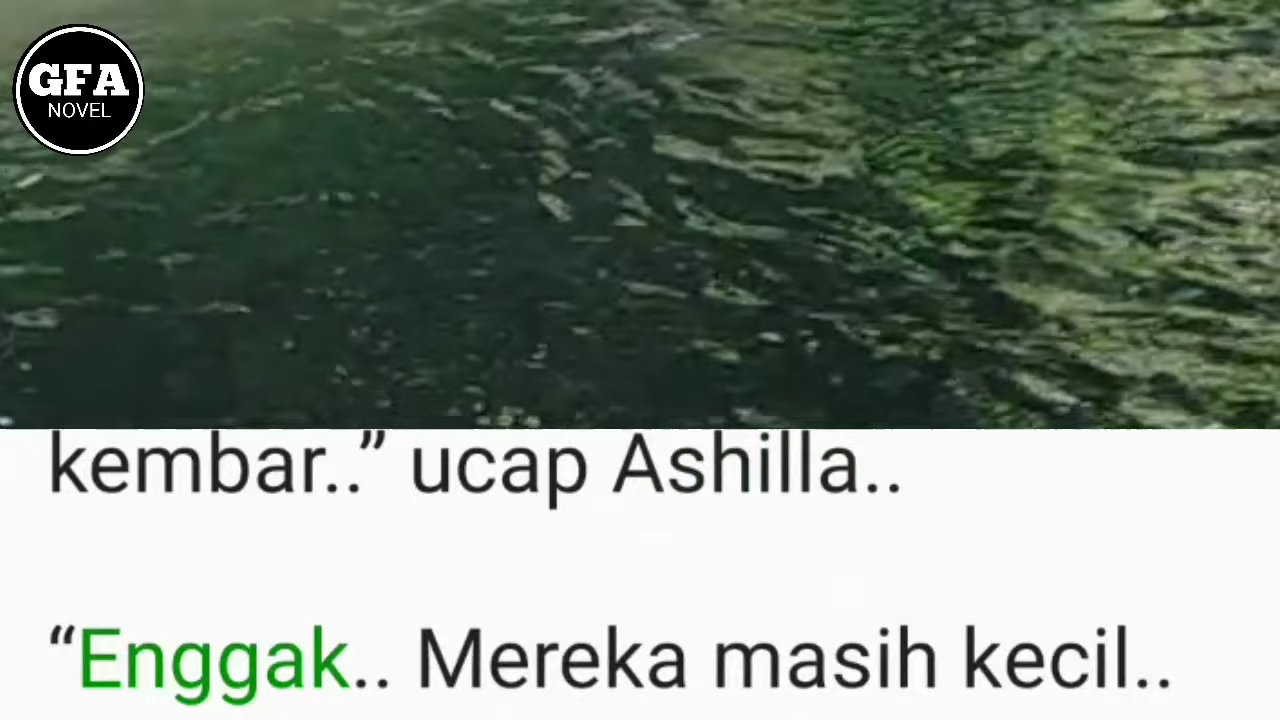 GFA
NOVEL
kembar..” ucap Ashilla..
“Enggak.. Mereka masih kecil..